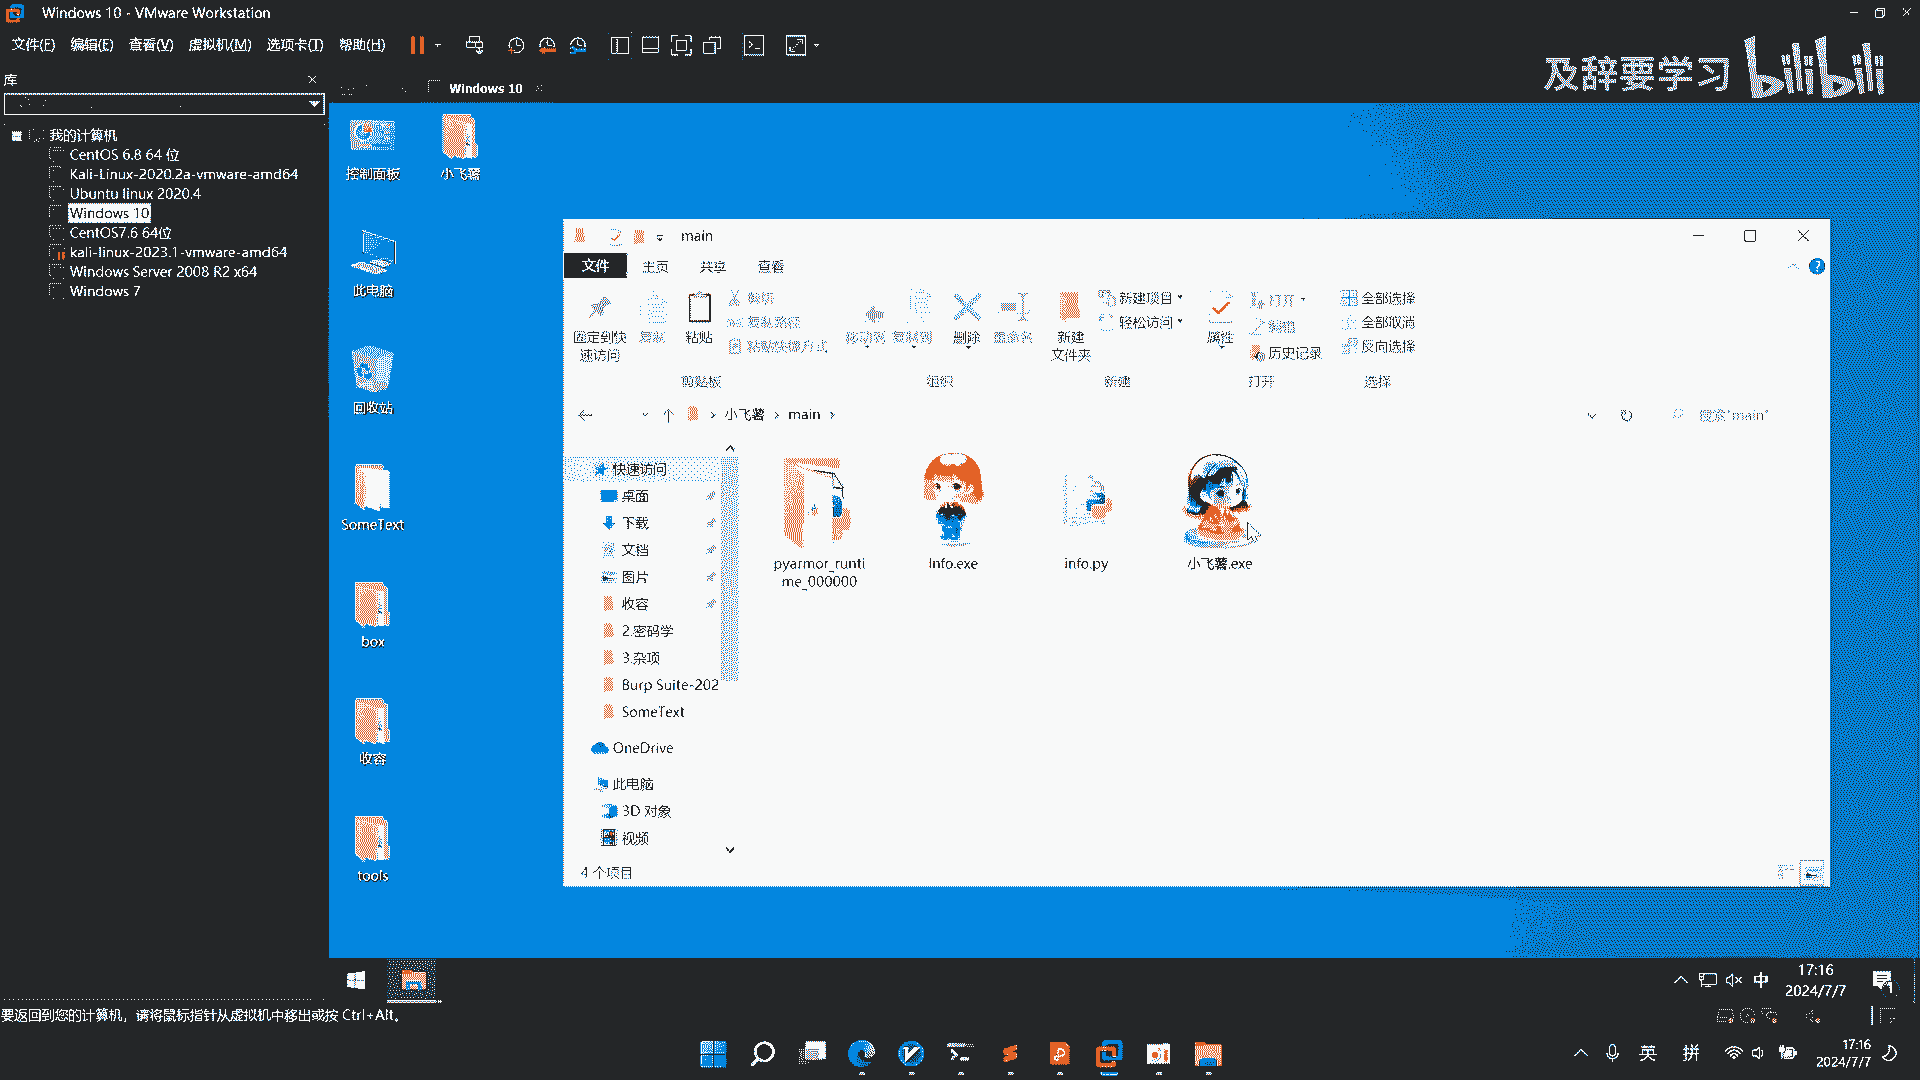 Windows 10 - VMware Workstation
文件(F) 编辑(E) 查看(V) 虚拟机(M) 选项卡(T) 帮助(H)
及辞要学习 bilibili
库
Windows 10
我的计算机
CentOS 6.8 64 位
Kali-Linux-2020.2a-vmware-amd64
Ubuntu linux 2020.4
Windows 10
CentOS7.6 64位
kali-linux-2023.1-vmware-amd64
Windows Server 2008 R2 x64
Windows 7
控制面板
小飞薯
此电脑
回收站
SomeText
box
收容
tools
main
文件 主页 共享 查看
固定到快速访问
复制
粘贴
剪切
复制路径
粘贴快捷方式
移动到 复制到 删除 重命名
新建文件夹
新建项目
轻松访问
属性
打开
编辑
历史记录
全部选择
全部取消
反向选择
剪贴板 组织 新建 打开 选择
小飞薯 > main >
搜索"main"
快速访问
桌面
下载
文档
图片
收容
2.密码学
3.杂项
Burp Suite-202
SomeText
OneDrive
此电脑
3D 对象
视频
pyarmor_runti
me_000000
Info.exe
info.py
小飞薯.exe
4 个项目
中
17:16
2024/7/7
要返回到您的计算机，请将鼠标指针从虚拟机中移出或按 Ctrl+Alt。
英 拼
17:16
2024/7/7